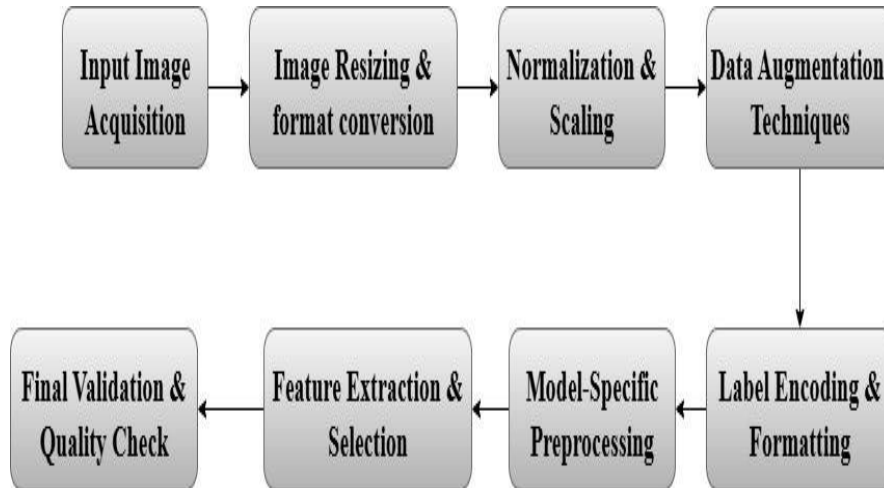 Input Image
Acquisition
Image Resizing &
format conversion
Normalization &
Scaling
Data Augmentation
Techniques
Label Encoding &
Formatting
Model-Specific
Preprocessing
Feature Extraction &
Selection
Final Validation &
Quality Check